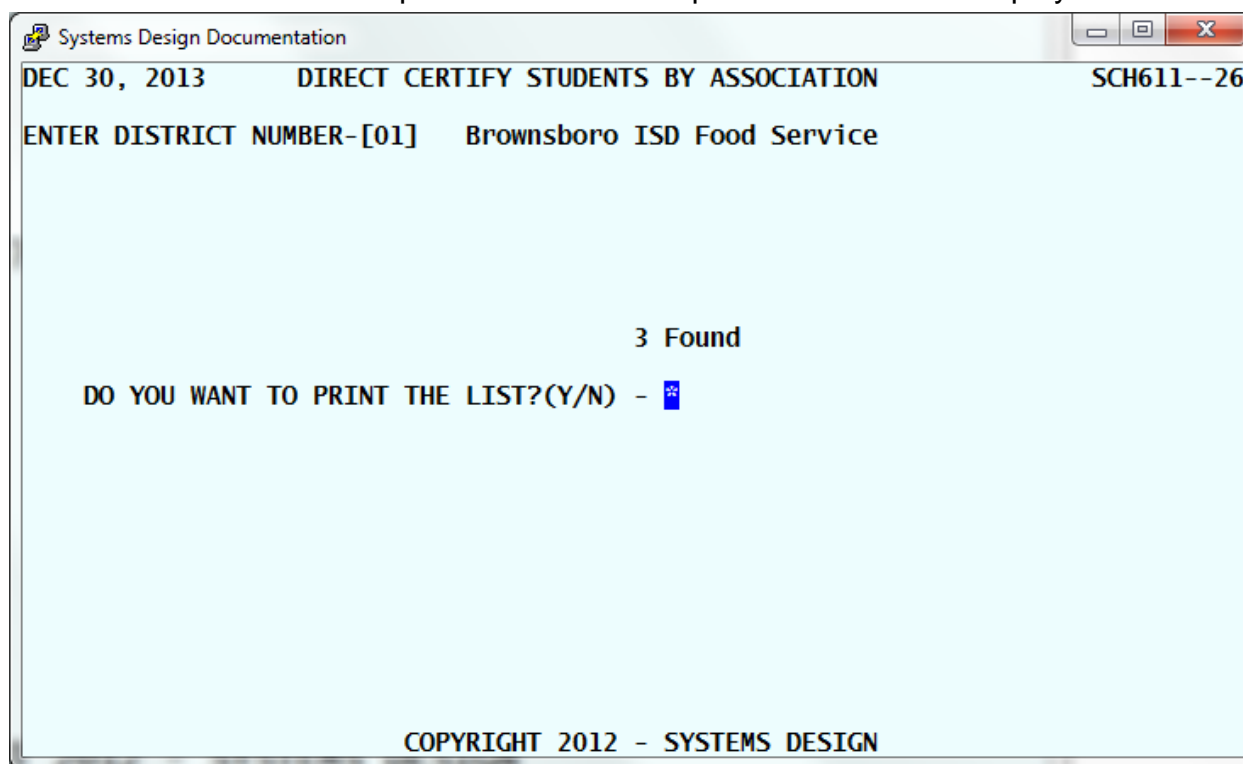 Systems Design Documentation
DEC 30, 2013 DIRECT CERTIFY STUDENTS BY ASSOCIATION SCH611--26
ENTER DISTRICT NUMBER-[01] Brownsboro ISD Food Service
3 Found
DO YOU WANT TO PRINT THE LIST?(Y/N) - *
COPYRIGHT 2012 - SYSTEMS DESIGN